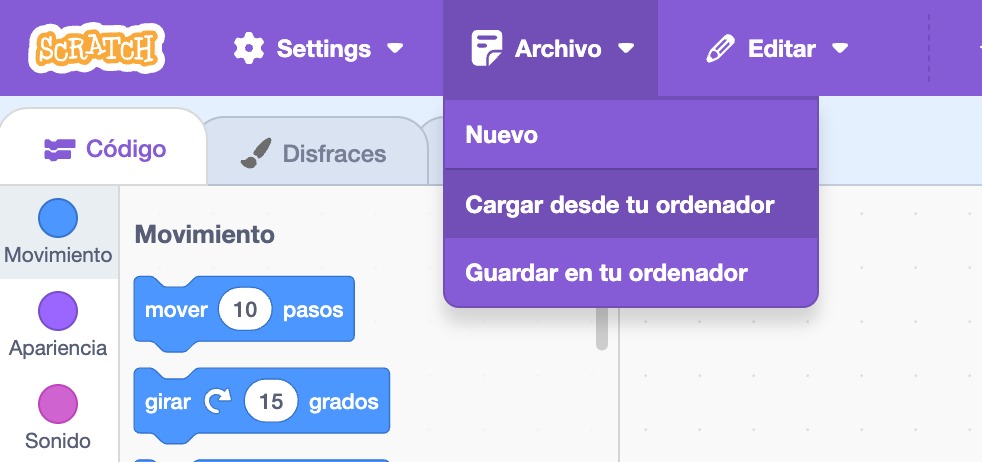 SCRATCH
Settings
Archivo
Editar
Nuevo
Cargar desde tu ordenador
Guardar en tu ordenador
Código
Disfraces
Movimiento
Apariencia
Sonido
Movimiento
mover 10 pasos
girar 15 grados